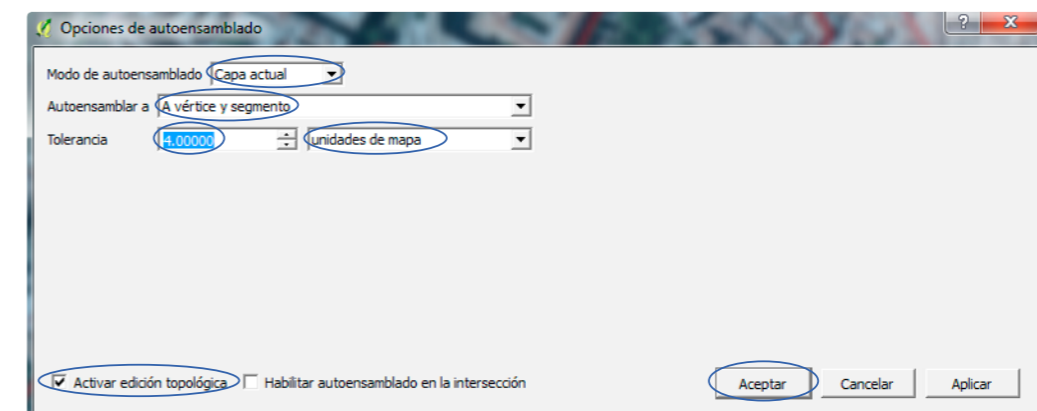 Opciones de autoensamblado
Modo de autoensamblado Capa actual
Autoensamblar a A vértice y segmento
Tolerancia 4.00000 unidades de mapa
Activar edición topológica Habilitar autoensamblado en la intersección Aceptar Cancelar Aplicar